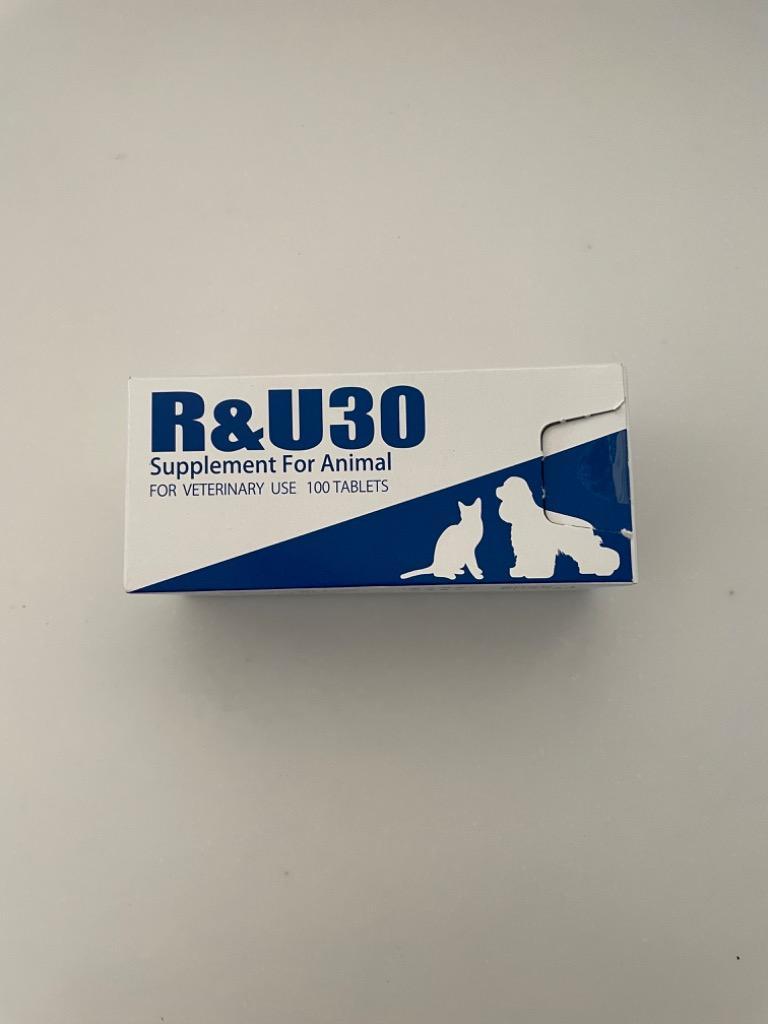 R&U30
Supplement For Animal
FOR VETERINARY USE 100 TABLETS